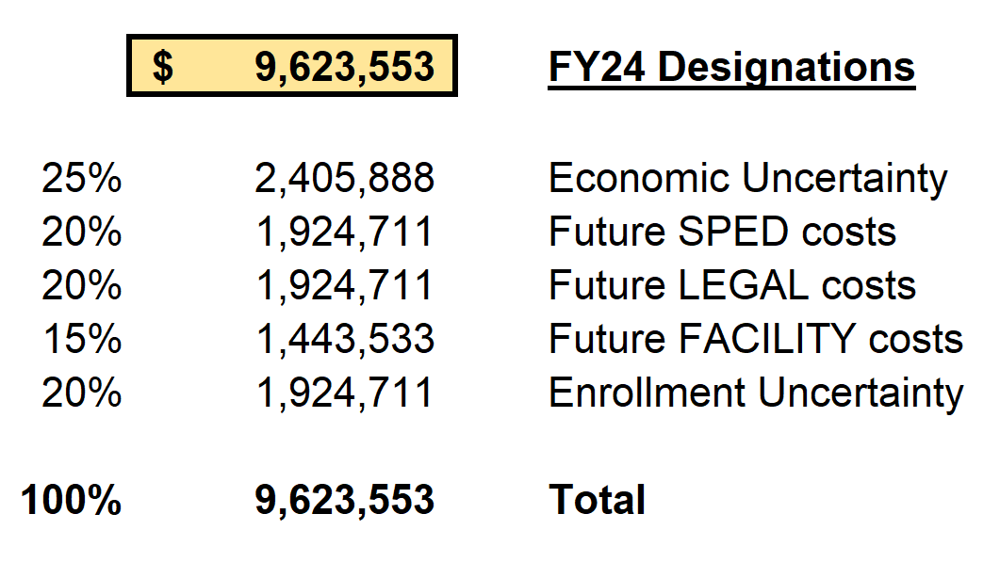 $ 9,623,553 FY24 Designations
25% 2,405,888 Economic Uncertainty
20% 1,924,711 Future SPED costs
20% 1,924,711 Future LEGAL costs
15% 1,443,533 Future FACILITY costs
20% 1,924,711 Enrollment Uncertainty
100% 9,623,553 Total